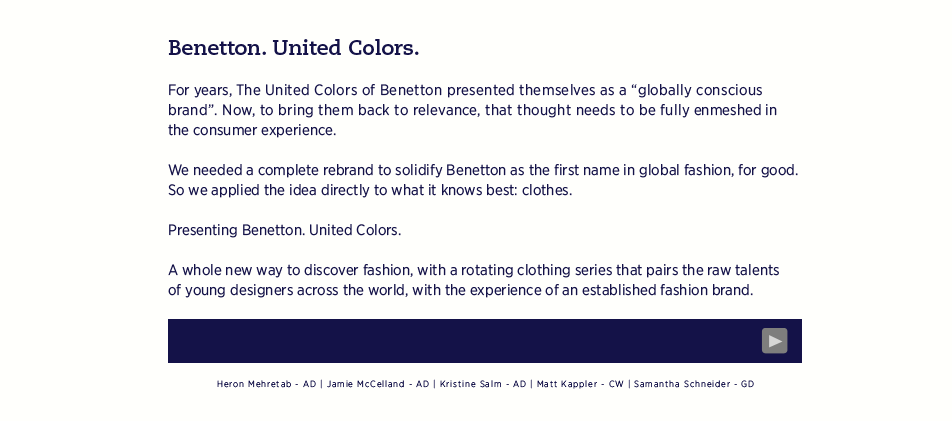 Benetton. United Colors.
For years, The United Colors of Benetton presented themselves as a “globally conscious
brand”. Now, to bring them back to relevance, that thought needs to be fully enmeshed in
the consumer experience.
We needed a complete rebrand to solidify Benetton as the first name in global fashion, for good.
So we applied the idea directly to what it knows best: clothes.
Presenting Benetton. United Colors.
A whole new way to discover fashion, with a rotating clothing series that pairs the raw talents
of young designers across the world, with the experience of an established fashion brand.
Heron Mehretab - AD | Jamie McCelland - AD | Kristine Salm - AD | Matt Kappler - CW | Samantha Schneider - GD